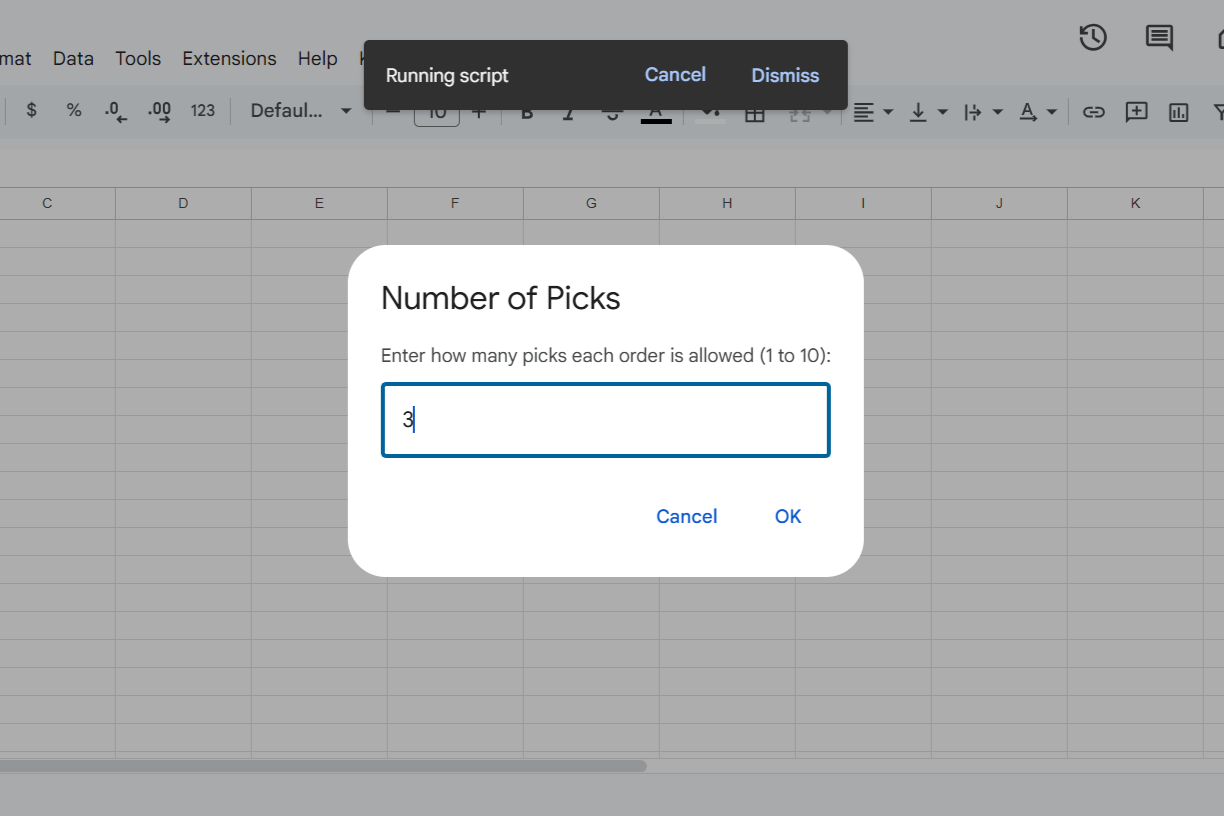 mat Data Tools Extensions Help
Running script Cancel Dismiss
$ % .0 .00 123 Defaul... 10 B I S A A
C D E F G H I J K
Number of Picks
Enter how many picks each order is allowed (1 to 10):
3
Cancel OK